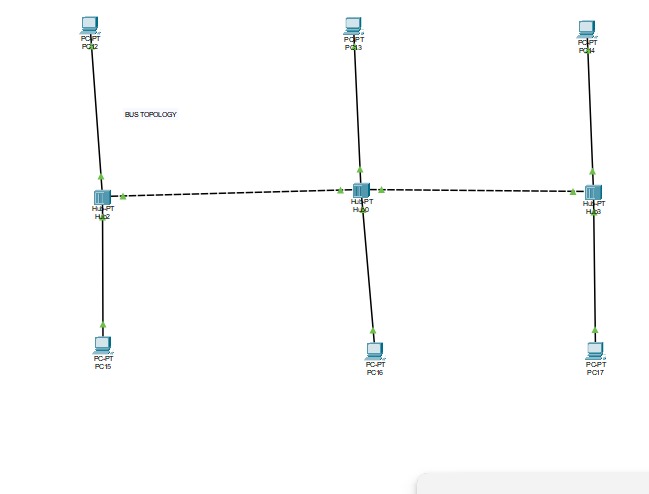 PC-PT
PC12
PC-PT
PC13
PC-PT
PC14
BUS TOPOLOGY
Hub-PT
Hub2
Hub-PT
Hub0
Hub-PT
Hub3
PC-PT
PC15
PC-PT
PC16
PC-PT
PC17